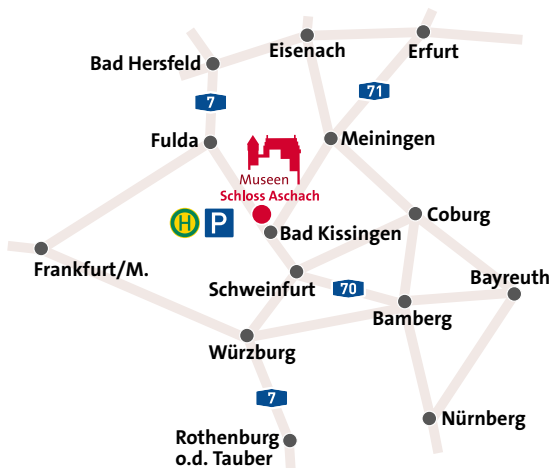 Eisenach
Erfurt
Bad Hersfeld
71
7
Fulda
Meiningen
Museen
Schloss Aschach
H
P
Coburg
Bad Kissingen
Frankfurt/M.
Schweinfurt
70
Bayreuth
Bamberg
Würzburg
7
Nürnberg
Rothenburg
o.d. Tauber